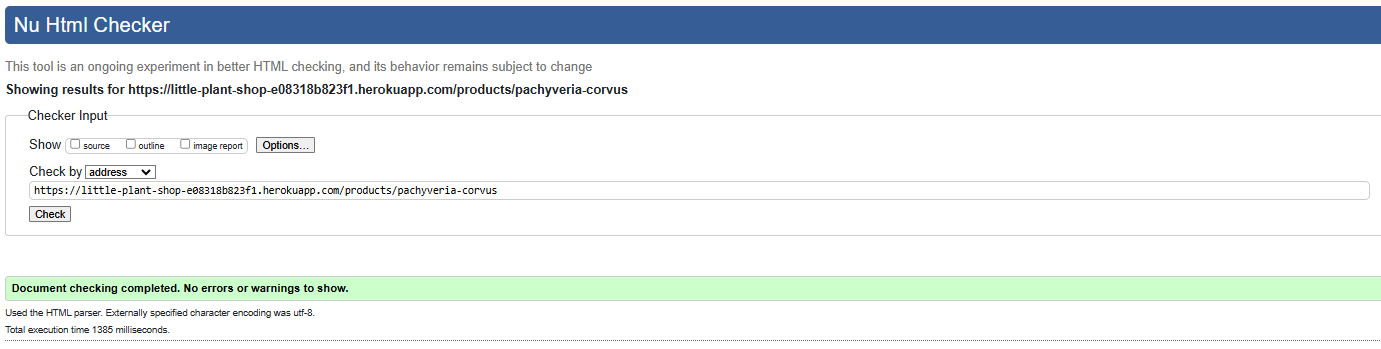 Nu Html Checker
This tool is an ongoing experiment in better HTML checking, and its behavior remains subject to change
Showing results for https://little-plant-shop-e08318b823f1.herokuapp.com/products/pachyveria-corvus
Checker Input
Show source outline image report Options...
Check by address
https://little-plant-shop-e08318b823f1.herokuapp.com/products/pachyveria-corvus
Check
Document checking completed. No errors or warnings to show.
Used the HTML parser. Externally specified character encoding was utf-8.
Total execution time 1385 milliseconds.